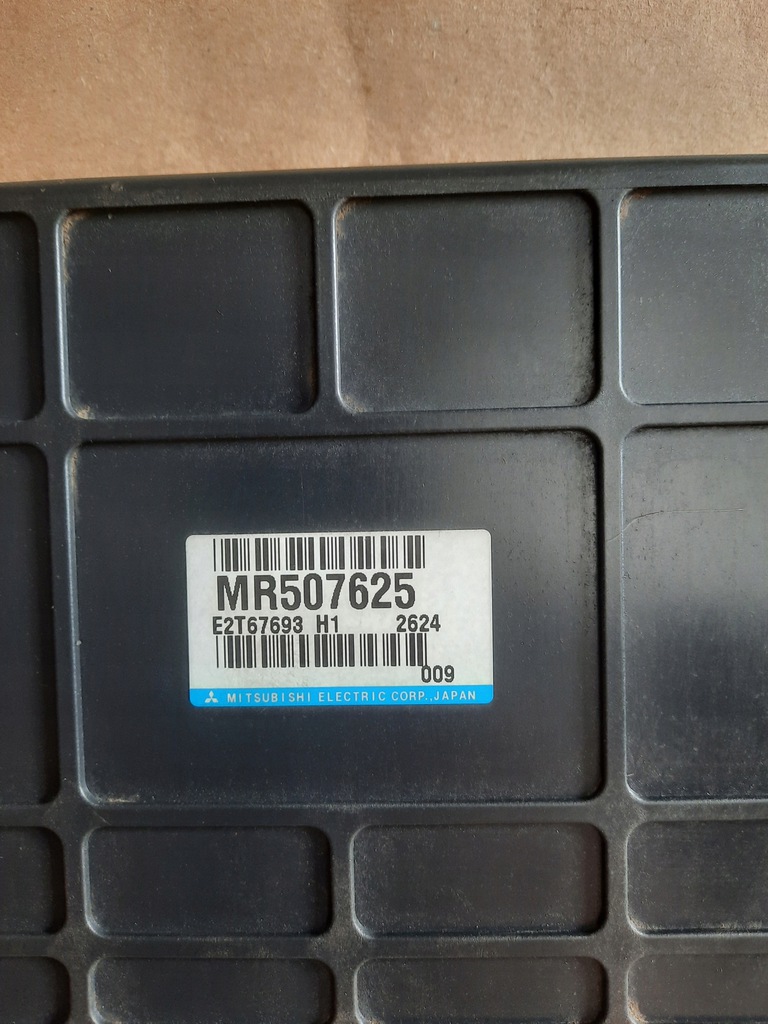 MR507625
E2T67693 H1 2624
009
MITSUBISHI ELECTRIC CORP.,JAPAN